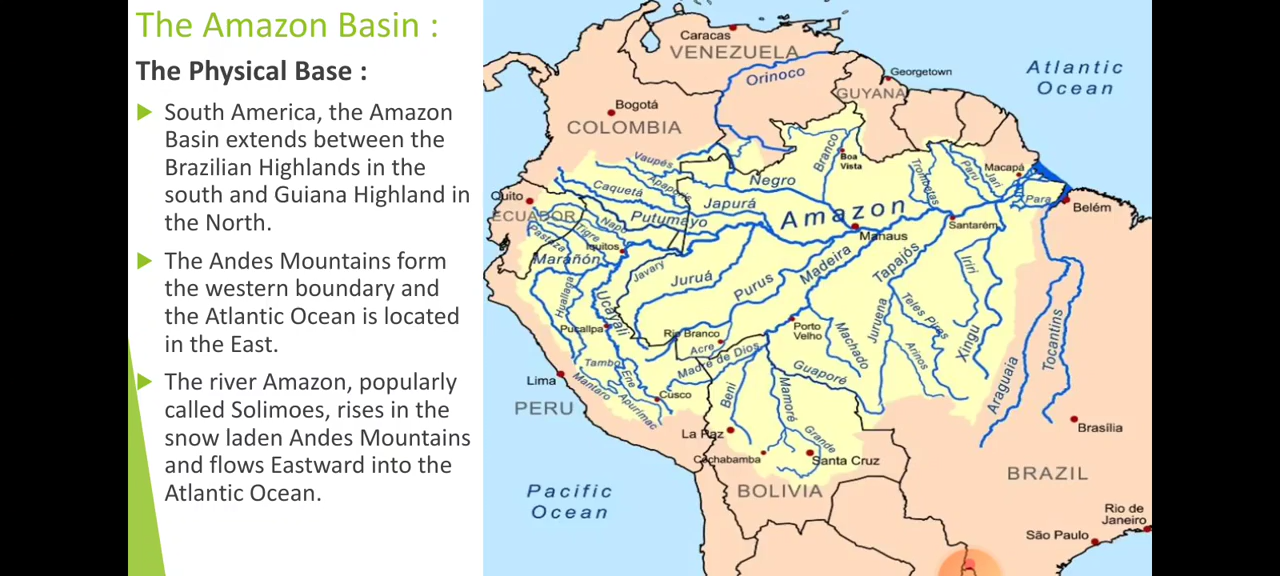 The Amazon Basin :
The Physical Base :
South America, the Amazon
Basin extends between the
Brazilian Highlands in the
south and Guiana Highland in
the North.
The Andes Mountains form
the western boundary and
the Atlantic Ocean is located
in the East.
The river Amazon, popularly
called Solimoes, rises in the
snow laden Andes Mountains
and flows Eastward into the
Atlantic Ocean.
Caracas
VENEZUELA
Orinoco
Georgetown
GUYANA
Atlantic
Ocean
Bogotá
COLOMBIA
Vaupés
Branco
Boa
Vista
Trombetas
Paru
Jari
Macapá
Caquetá
Apaporis
Negro
Japurá
Amazon
Para
Belém
Quito
ECUADOR
Putumayo
Napo
Tigre
Pastaza
Iquitos
Manaus
Santarém
Marañón
Javary
Juruá
Purus
Madeira
Tapajós
Iriri
Huallaga
Ucayali
Pucallpa
Rio Branco
Acre
Porto
Velho
Machado
Juruena
Teles Pires
Arinos
Xingu
Araguaia
Tocantins
Tambo
Ene
Mantaro
Apurimac
Madre de Dios
Guaporé
Lima
PERU
Cusco
Beni
Mamoré
Grande
La Paz
Cochabamba
Santa Cruz
BOLIVIA
Brasília
BRAZIL
Pacific
Ocean
Rio de
Janeiro
São Paulo